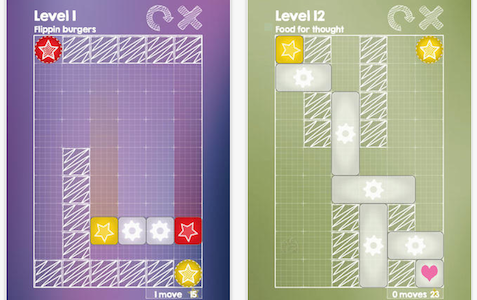 Level 1
Flippin burgers
1 move 15
Level 12
Food for thought
0 moves 23